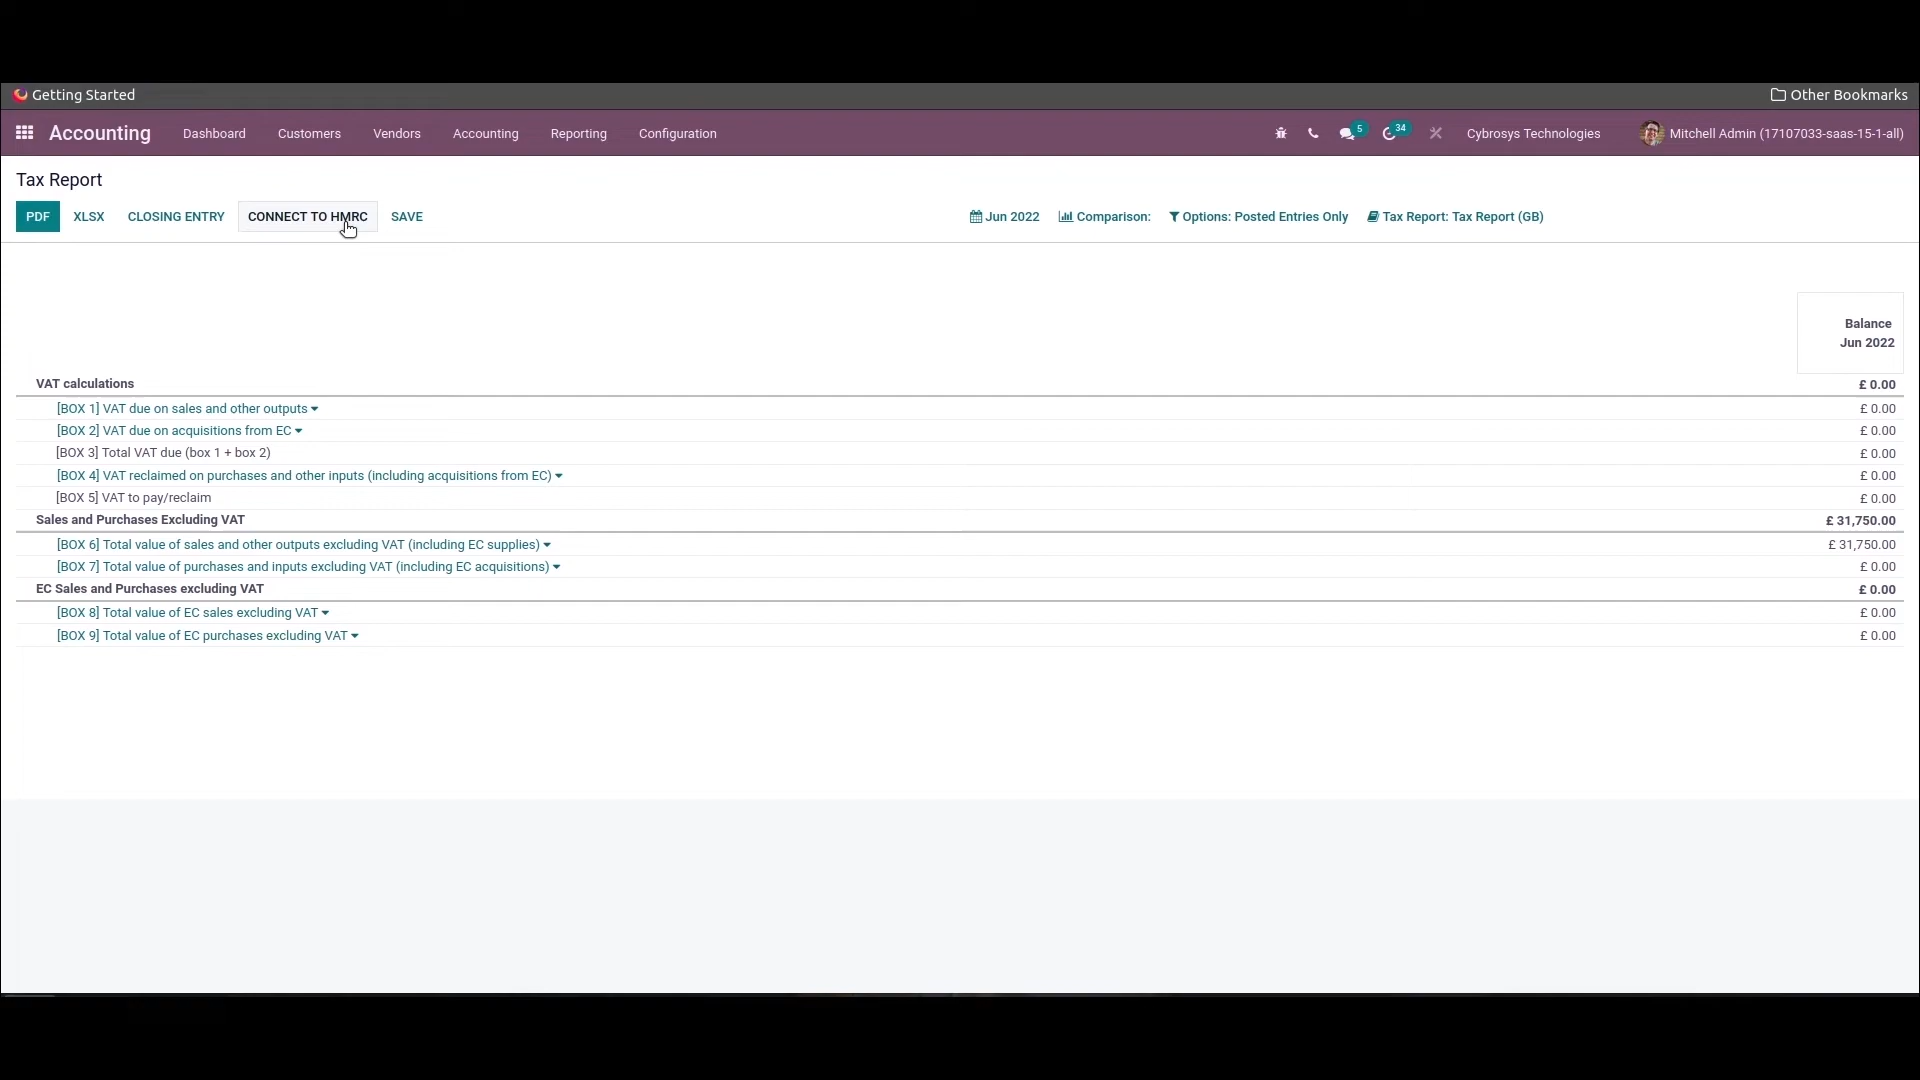 Getting Started
Other Bookmarks
Accounting Dashboard Customers Vendors Accounting Reporting Configuration 5 34 Cybrosys Technologies Mitchell Admin (17107033-saas-15-1-all)
Tax Report
PDF XLSX CLOSING ENTRY CONNECT TO HMRC SAVE Jun 2022 Comparison: Options: Posted Entries Only Tax Report: Tax Report (GB)
Balance
Jun 2022
VAT calculations £ 0.00
[BOX 1] VAT due on sales and other outputs £ 0.00
[BOX 2] VAT due on acquisitions from EC £ 0.00
[BOX 3] Total VAT due (box 1 + box 2) £ 0.00
[BOX 4] VAT reclaimed on purchases and other inputs (including acquisitions from EC) £ 0.00
[BOX 5] VAT to pay/reclaim £ 0.00
Sales and Purchases Excluding VAT £ 31,750.00
[BOX 6] Total value of sales and other outputs excluding VAT (including EC supplies) £ 31,750.00
[BOX 7] Total value of purchases and inputs excluding VAT (including EC acquisitions) £ 0.00
EC Sales and Purchases excluding VAT £ 0.00
[BOX 8] Total value of EC sales excluding VAT £ 0.00
[BOX 9] Total value of EC purchases excluding VAT £ 0.00